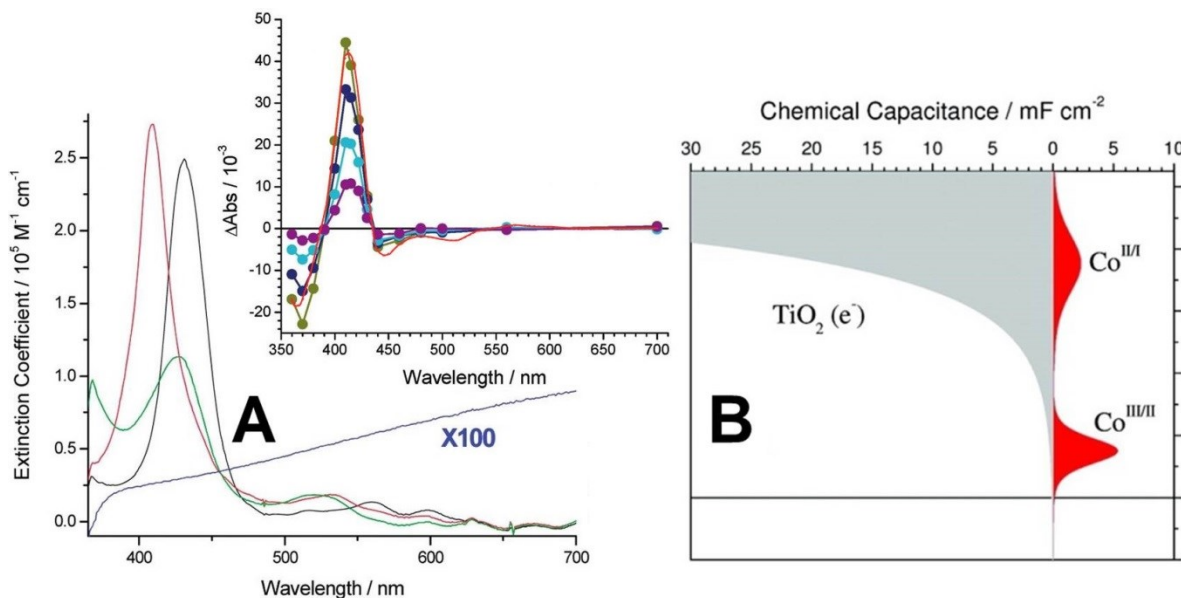 50
40
30
20
10
0
-10
-20
ΔAbs / 10⁻³
350 400 450 500 550 600 650 700
Wavelength / nm
2.5
2.0
1.5
1.0
0.5
0.0
Extinction Coefficient / 10⁵ M⁻¹ cm⁻¹
A
X100
400 500 600 700
Wavelength / nm
Chemical Capacitance / mF cm⁻²
30 25 20 15 10 5 0 5 10
Coᴵᴵ/ᴵ
TiO₂ (e⁻)
B
Coᴵᴵᴵ/ᴵᴵ